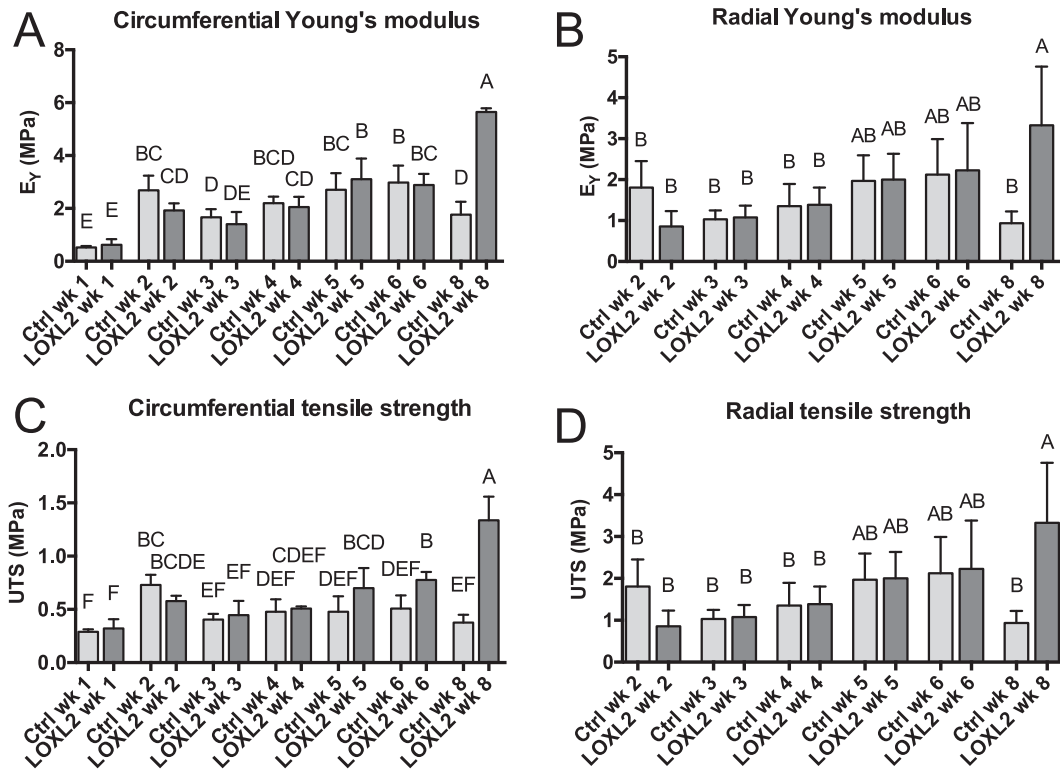 A
Circumferential Young's modulus
E_Y (MPa)
8
6
4
2
0
E
E
BC
CD
D
DE
BCD
CD
BC
B
B
BC
D
A
Ctrl wk 1
LOXL2 wk 1
Ctrl wk 2
LOXL2 wk 2
Ctrl wk 3
LOXL2 wk 3
Ctrl wk 4
LOXL2 wk 4
Ctrl wk 5
LOXL2 wk 5
Ctrl wk 6
LOXL2 wk 6
Ctrl wk 8
LOXL2 wk 8
B
Radial Young's modulus
E_Y (MPa)
5
4
3
2
1
0
B
B
B
B
B
B
AB
AB
AB
AB
B
A
Ctrl wk 2
LOXL2 wk 2
Ctrl wk 3
LOXL2 wk 3
Ctrl wk 4
LOXL2 wk 4
Ctrl wk 5
LOXL2 wk 5
Ctrl wk 6
LOXL2 wk 6
Ctrl wk 8
LOXL2 wk 8
C
Circumferential tensile strength
UTS (MPa)
2.0
1.5
1.0
0.5
0.0
F
F
BC
BCDE
EF
EF
DEF
CDEF
DEF
BCD
DEF
B
EF
A
Ctrl wk 1
LOXL2 wk 1
Ctrl wk 2
LOXL2 wk 2
Ctrl wk 3
LOXL2 wk 3
Ctrl wk 4
LOXL2 wk 4
Ctrl wk 5
LOXL2 wk 5
Ctrl wk 6
LOXL2 wk 6
Ctrl wk 8
LOXL2 wk 8
D
Radial tensile strength
UTS (MPa)
5
4
3
2
1
0
B
B
B
B
B
B
AB
AB
AB
AB
B
A
Ctrl wk 2
LOXL2 wk 2
Ctrl wk 3
LOXL2 wk 3
Ctrl wk 4
LOXL2 wk 4
Ctrl wk 5
LOXL2 wk 5
Ctrl wk 6
LOXL2 wk 6
Ctrl wk 8
LOXL2 wk 8